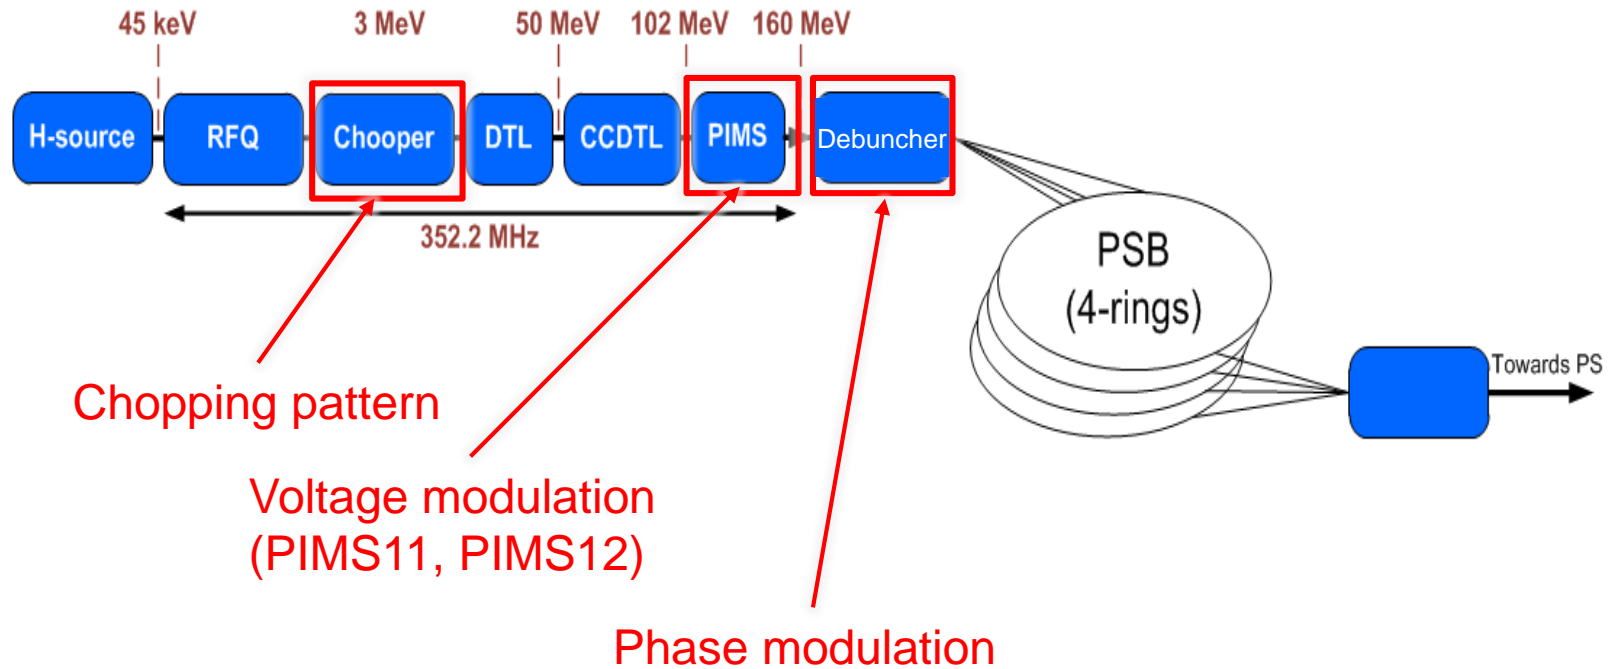 45 keV 3 MeV 50 MeV 102 MeV 160 MeV
H-source RFQ Chooper DTL CCDTL PIMS Debuncher
352.2 MHz
PSB
(4-rings)
Towards PS
Chopping pattern
Voltage modulation
(PIMS11, PIMS12)
Phase modulation